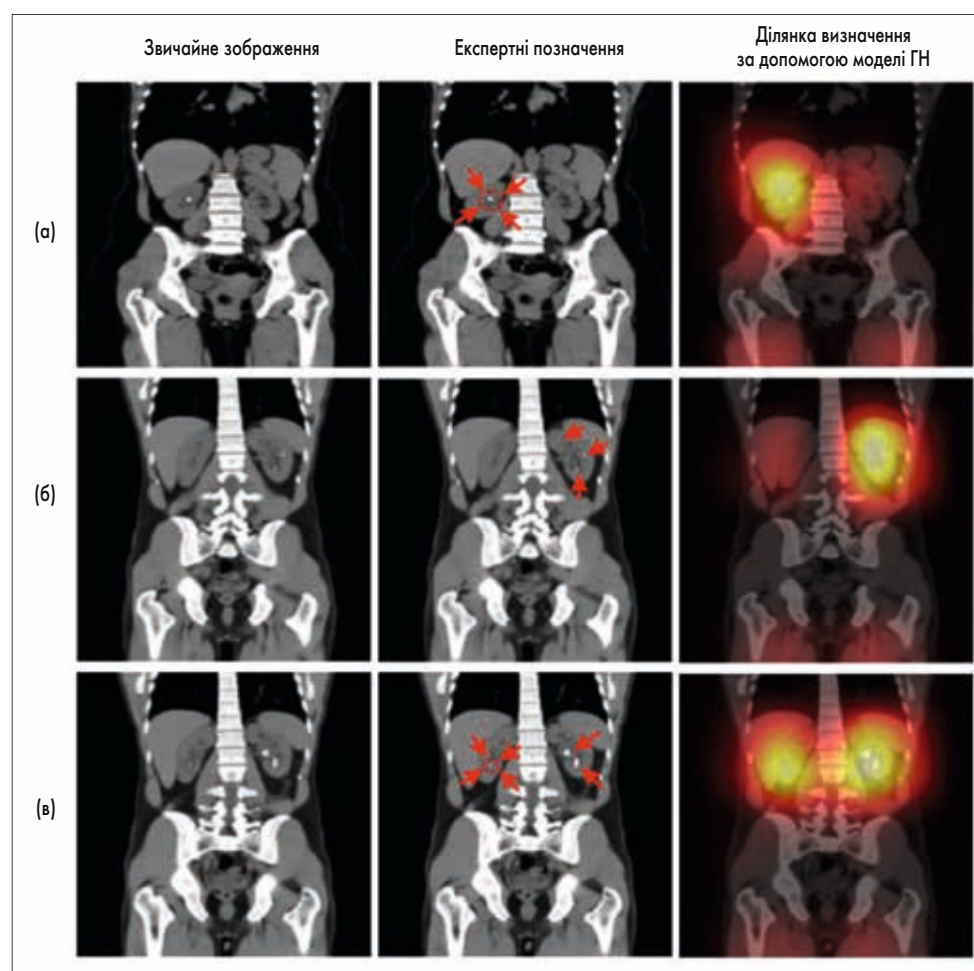 Звичайне зображення
Експертні позначення
Ділянка визначення
за допомогою моделі ГН
(а)
(б)
(в)